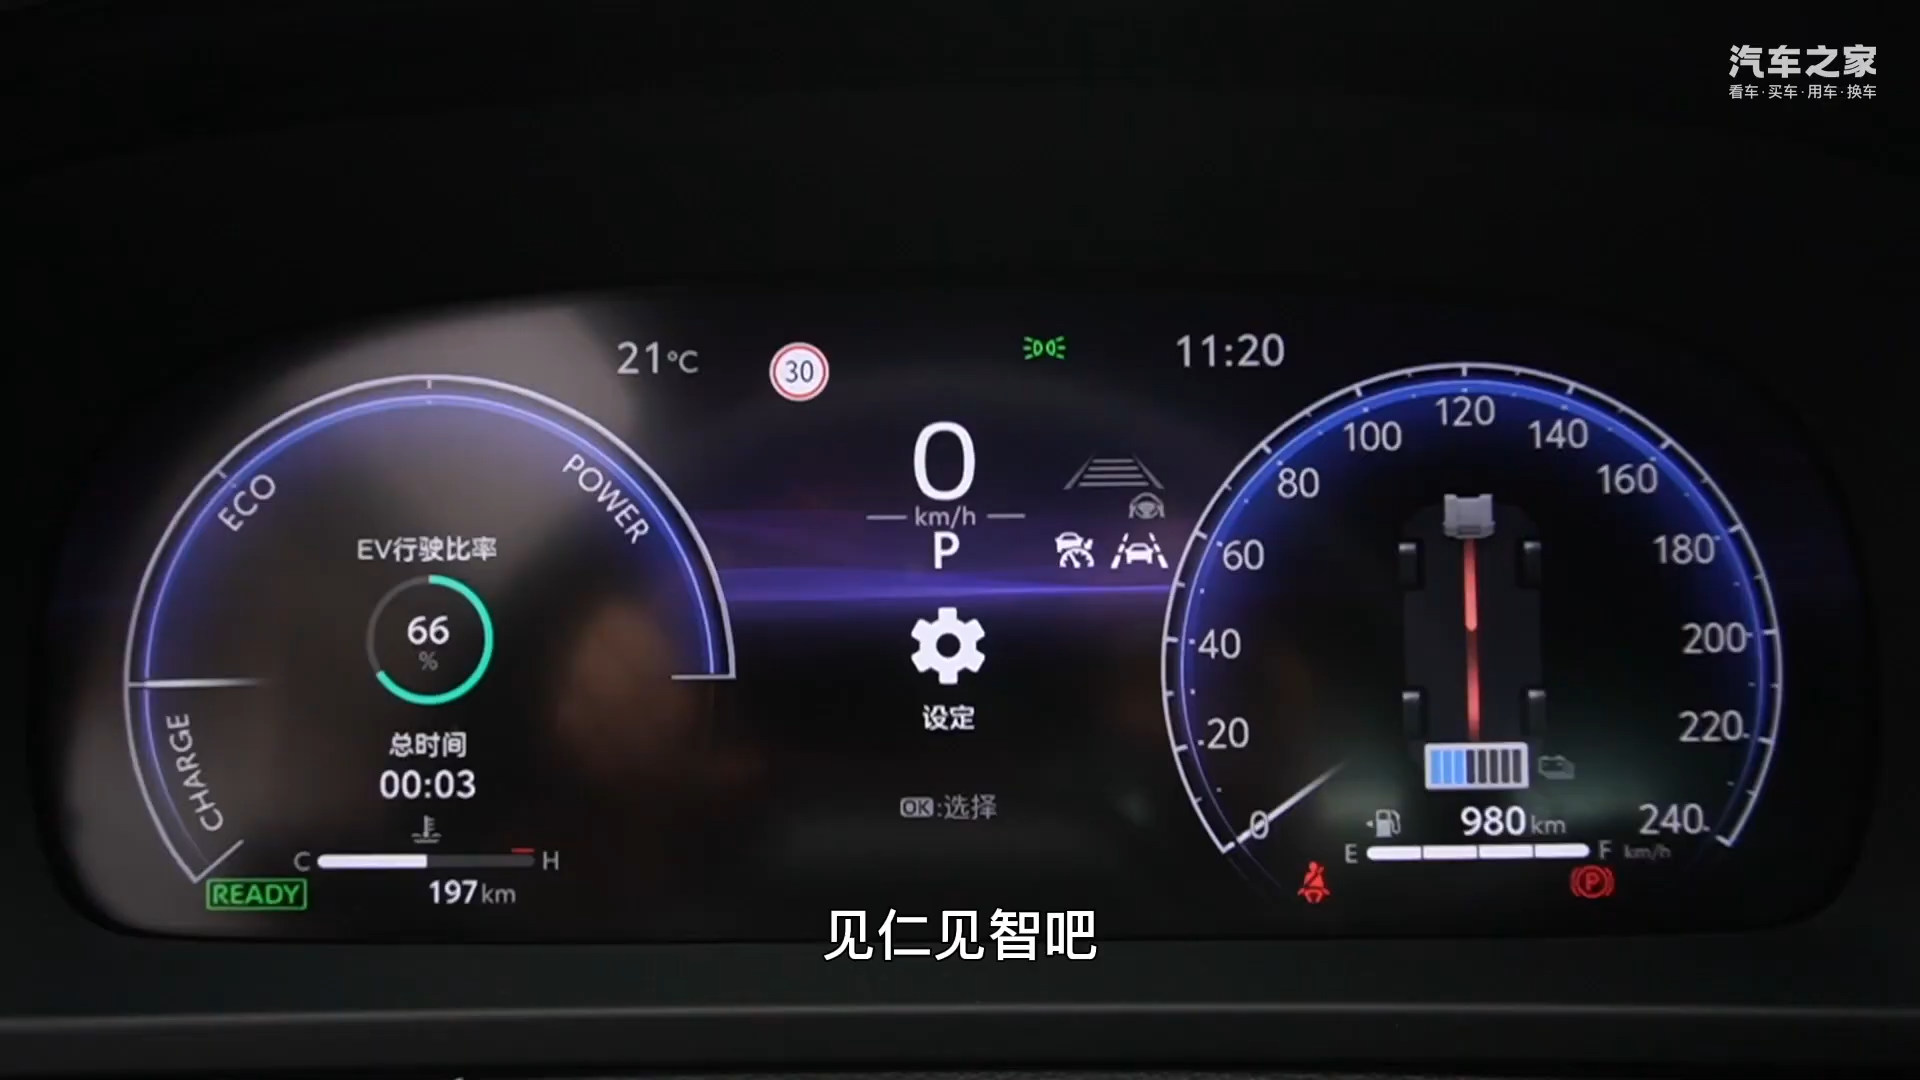 汽车之家
看车·买车·用车·换车
21°C
30
11:20
0
km/h
P
设定
OK:选择
ECO
POWER
CHARGE
EV行驶比率
66
%
总时间
00:03
C
H
197km
READY
0
20
40
60
80
100
120
140
160
180
200
220
240
km/h
980km
E
F
P
见仁见智吧